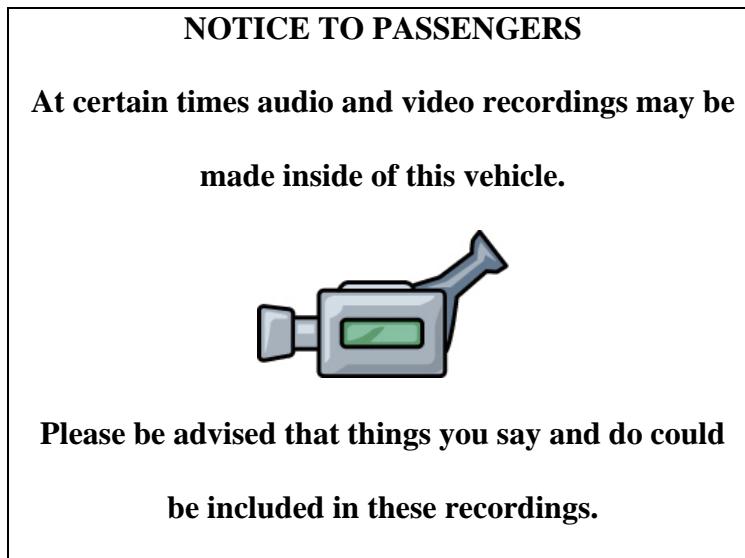 NOTICE TO PASSENGERS
At certain times audio and video recordings may be
made inside of this vehicle.
Please be advised that things you say and do could
be included in these recordings.